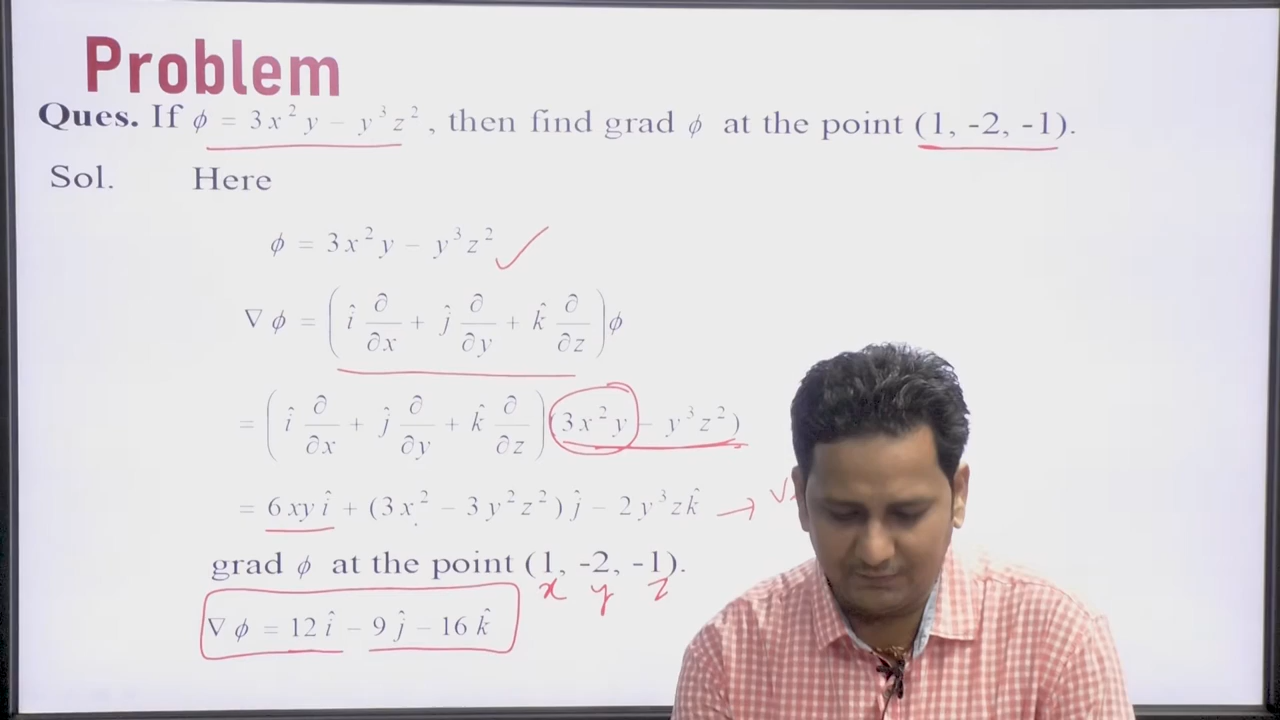 Problem
Ques. If ϕ = 3x² y − y³z², then find grad ϕ at the point (1, -2, -1).
Sol. Here
ϕ = 3x²y − y³z² ✓
∇ϕ = (î ∂/∂x + ĵ ∂/∂y + k̂ ∂/∂z)ϕ
= (î ∂/∂x + ĵ ∂/∂y + k̂ ∂/∂z)(3x²y − y³z²)
= 6xyî + (3x² − 3y²z²)ĵ − 2y³zk̂ →
grad ϕ at the point (1, -2, -1).
x y z
∇ϕ = 12î − 9ĵ − 16k̂